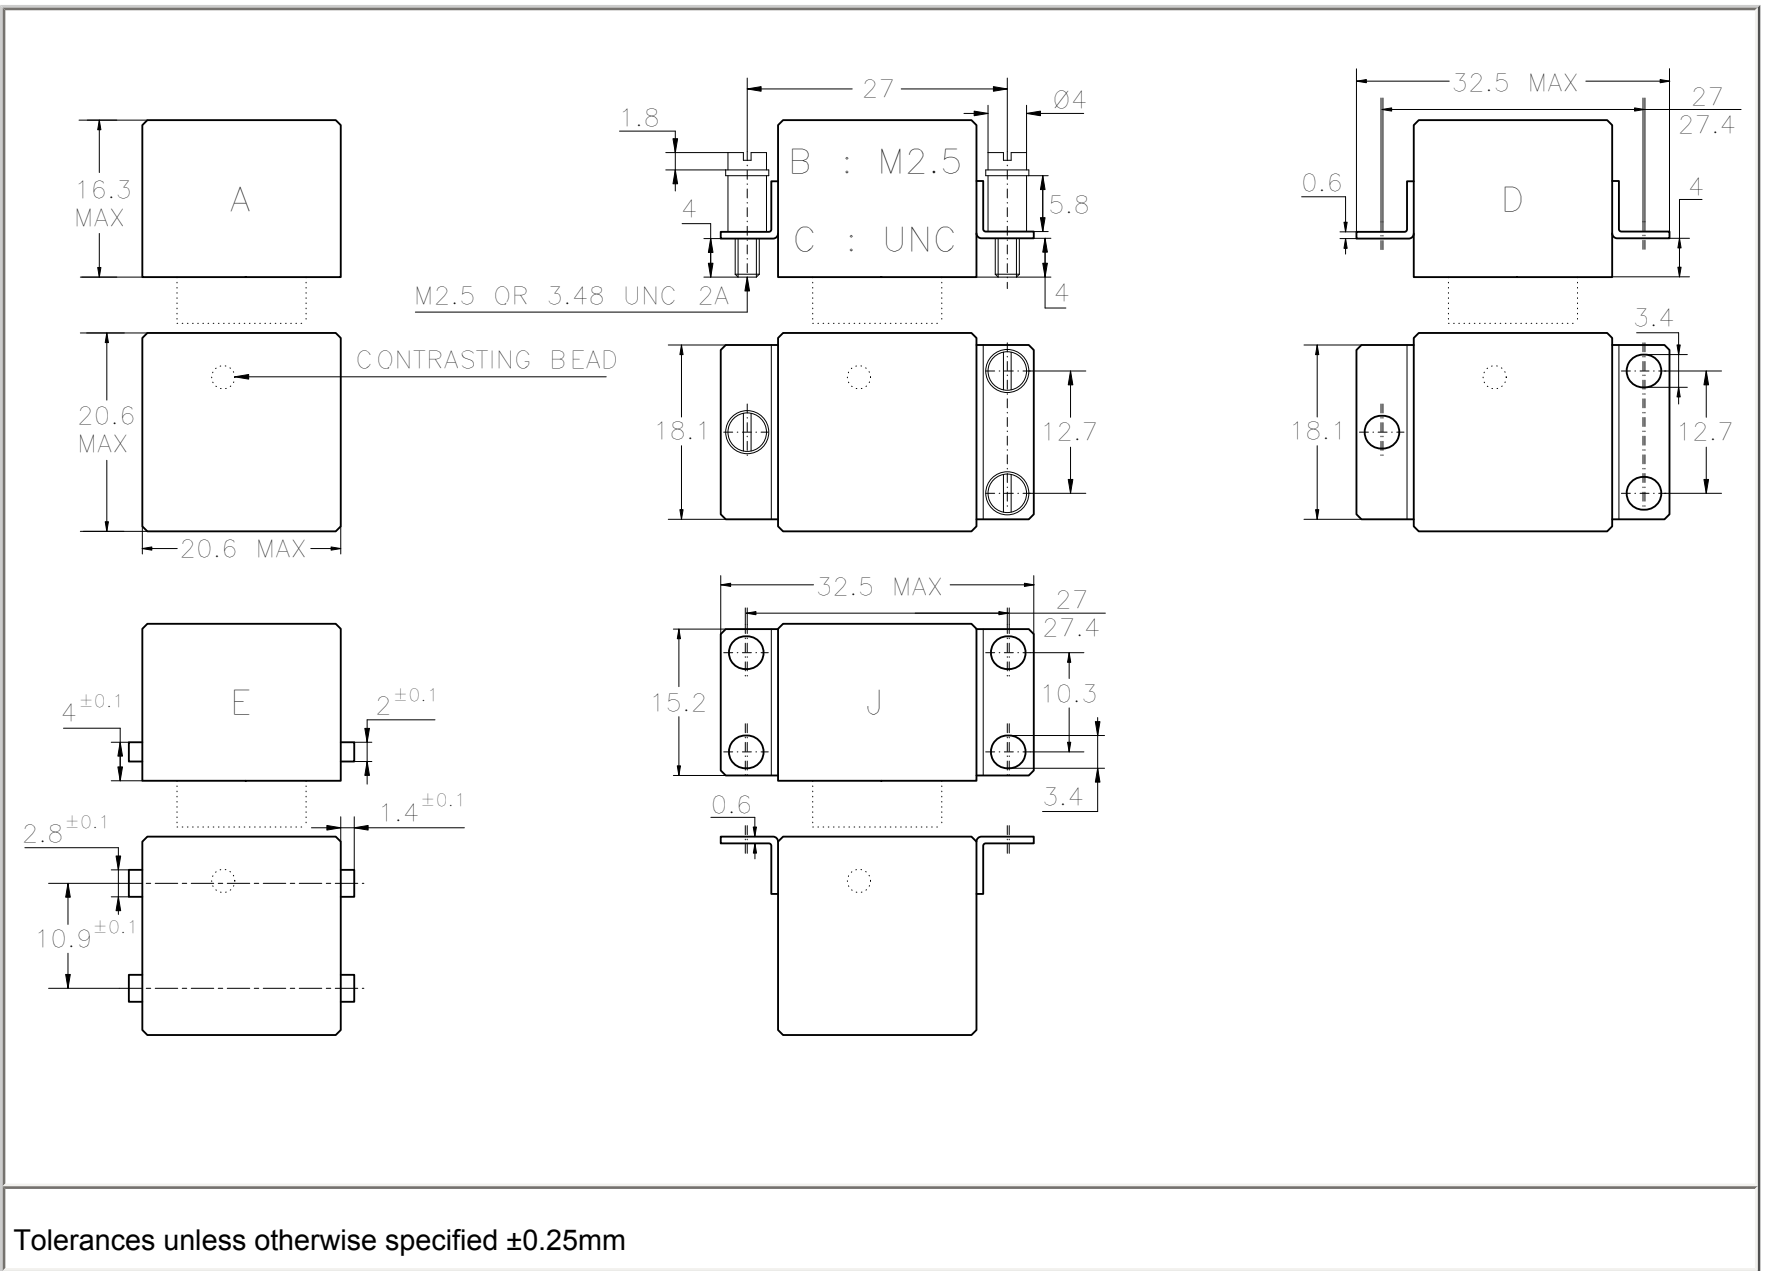 16.3
MAX
A
20.6
MAX
20.6 MAX
CONTRASTING BEAD
27
Ø4
1.8
B : M2.5
C : UNC
5.8
4
4
M2.5 OR 3.48 UNC 2A
18.1
12.7
32.5 MAX
27
27.4
0.6
D
4
3.4
18.1
12.7
E
4±0.1
2±0.1
1.4±0.1
2.8±0.1
10.9±0.1
32.5 MAX
27
27.4
15.2
J
10.3
3.4
0.6
Tolerances unless otherwise specified ±0.25mm